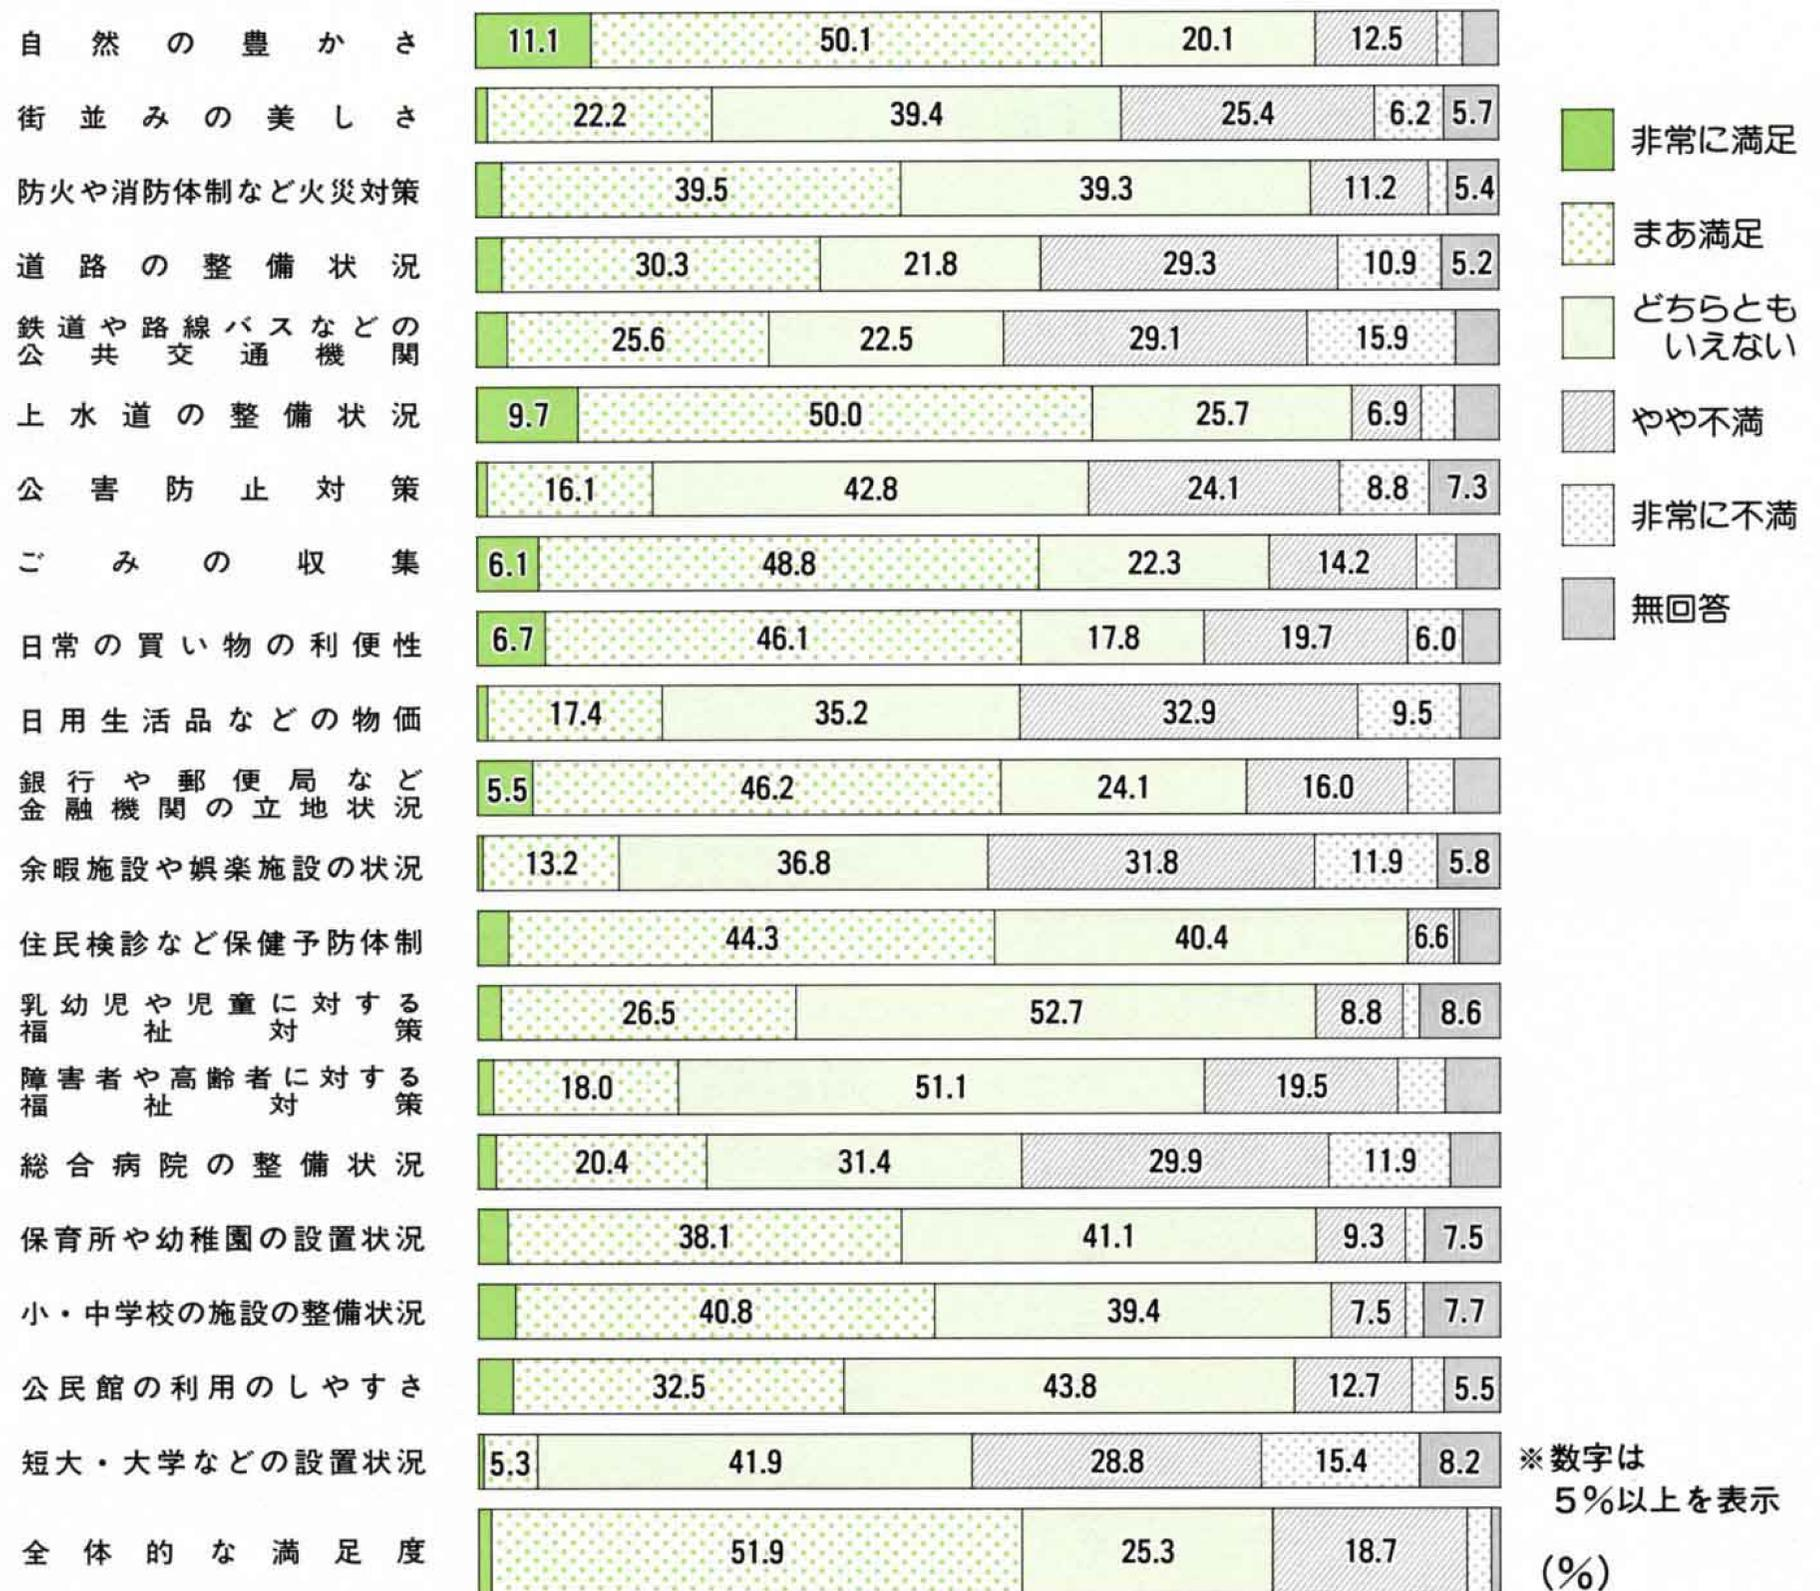 自然の豊かさ 11.1 50.1 20.1 12.5
街並みの美しさ 22.2 39.4 25.4 6.2 5.7
防火や消防体制など火災対策 39.5 39.3 11.2 5.4
道路の整備状況 30.3 21.8 29.3 10.9 5.2
鉄道や路線バスなどの
公共交通機関 25.6 22.5 29.1 15.9
上水道の整備状況 9.7 50.0 25.7 6.9
公害防止対策 16.1 42.8 24.1 8.8 7.3
ごみの収集 6.1 48.8 22.3 14.2
日常の買い物の利便性 6.7 46.1 17.8 19.7 6.0
日用生活品などの物価 17.4 35.2 32.9 9.5
銀行や郵便局など
金融機関の立地状況 5.5 46.2 24.1 16.0
余暇施設や娯楽施設の状況 13.2 36.8 31.8 11.9 5.8
住民検診など保健予防体制 44.3 40.4 6.6
乳幼児や児童に対する
福祉対策 26.5 52.7 8.8 8.6
障害者や高齢者に対する
福祉対策 18.0 51.1 19.5
総合病院の整備状況 20.4 31.4 29.9 11.9
保育所や幼稚園の設置状況 38.1 41.1 9.3 7.5
小・中学校の施設の整備状況 40.8 39.4 7.5 7.7
公民館の利用のしやすさ 32.5 43.8 12.7 5.5
短大・大学などの設置状況 5.3 41.9 28.8 15.4 8.2
全体的な満足度 51.9 25.3 18.7
非常に満足
まあ満足
どちらとも
いえない
やや不満
非常に不満
無回答
※数字は
5%以上を表示
(%)